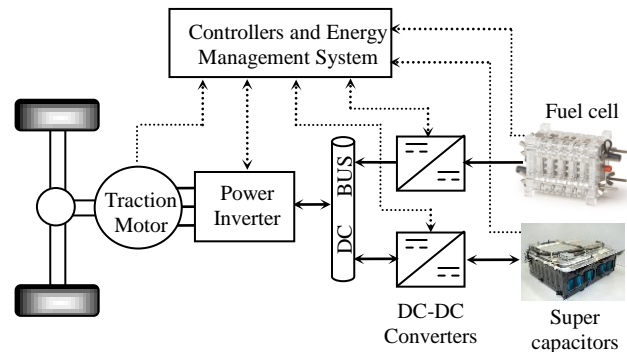 Controllers and Energy
Management System
Fuel cell
Traction
Motor
Power
Inverter
DC BUS
DC-DC
Converters
Super
capacitors